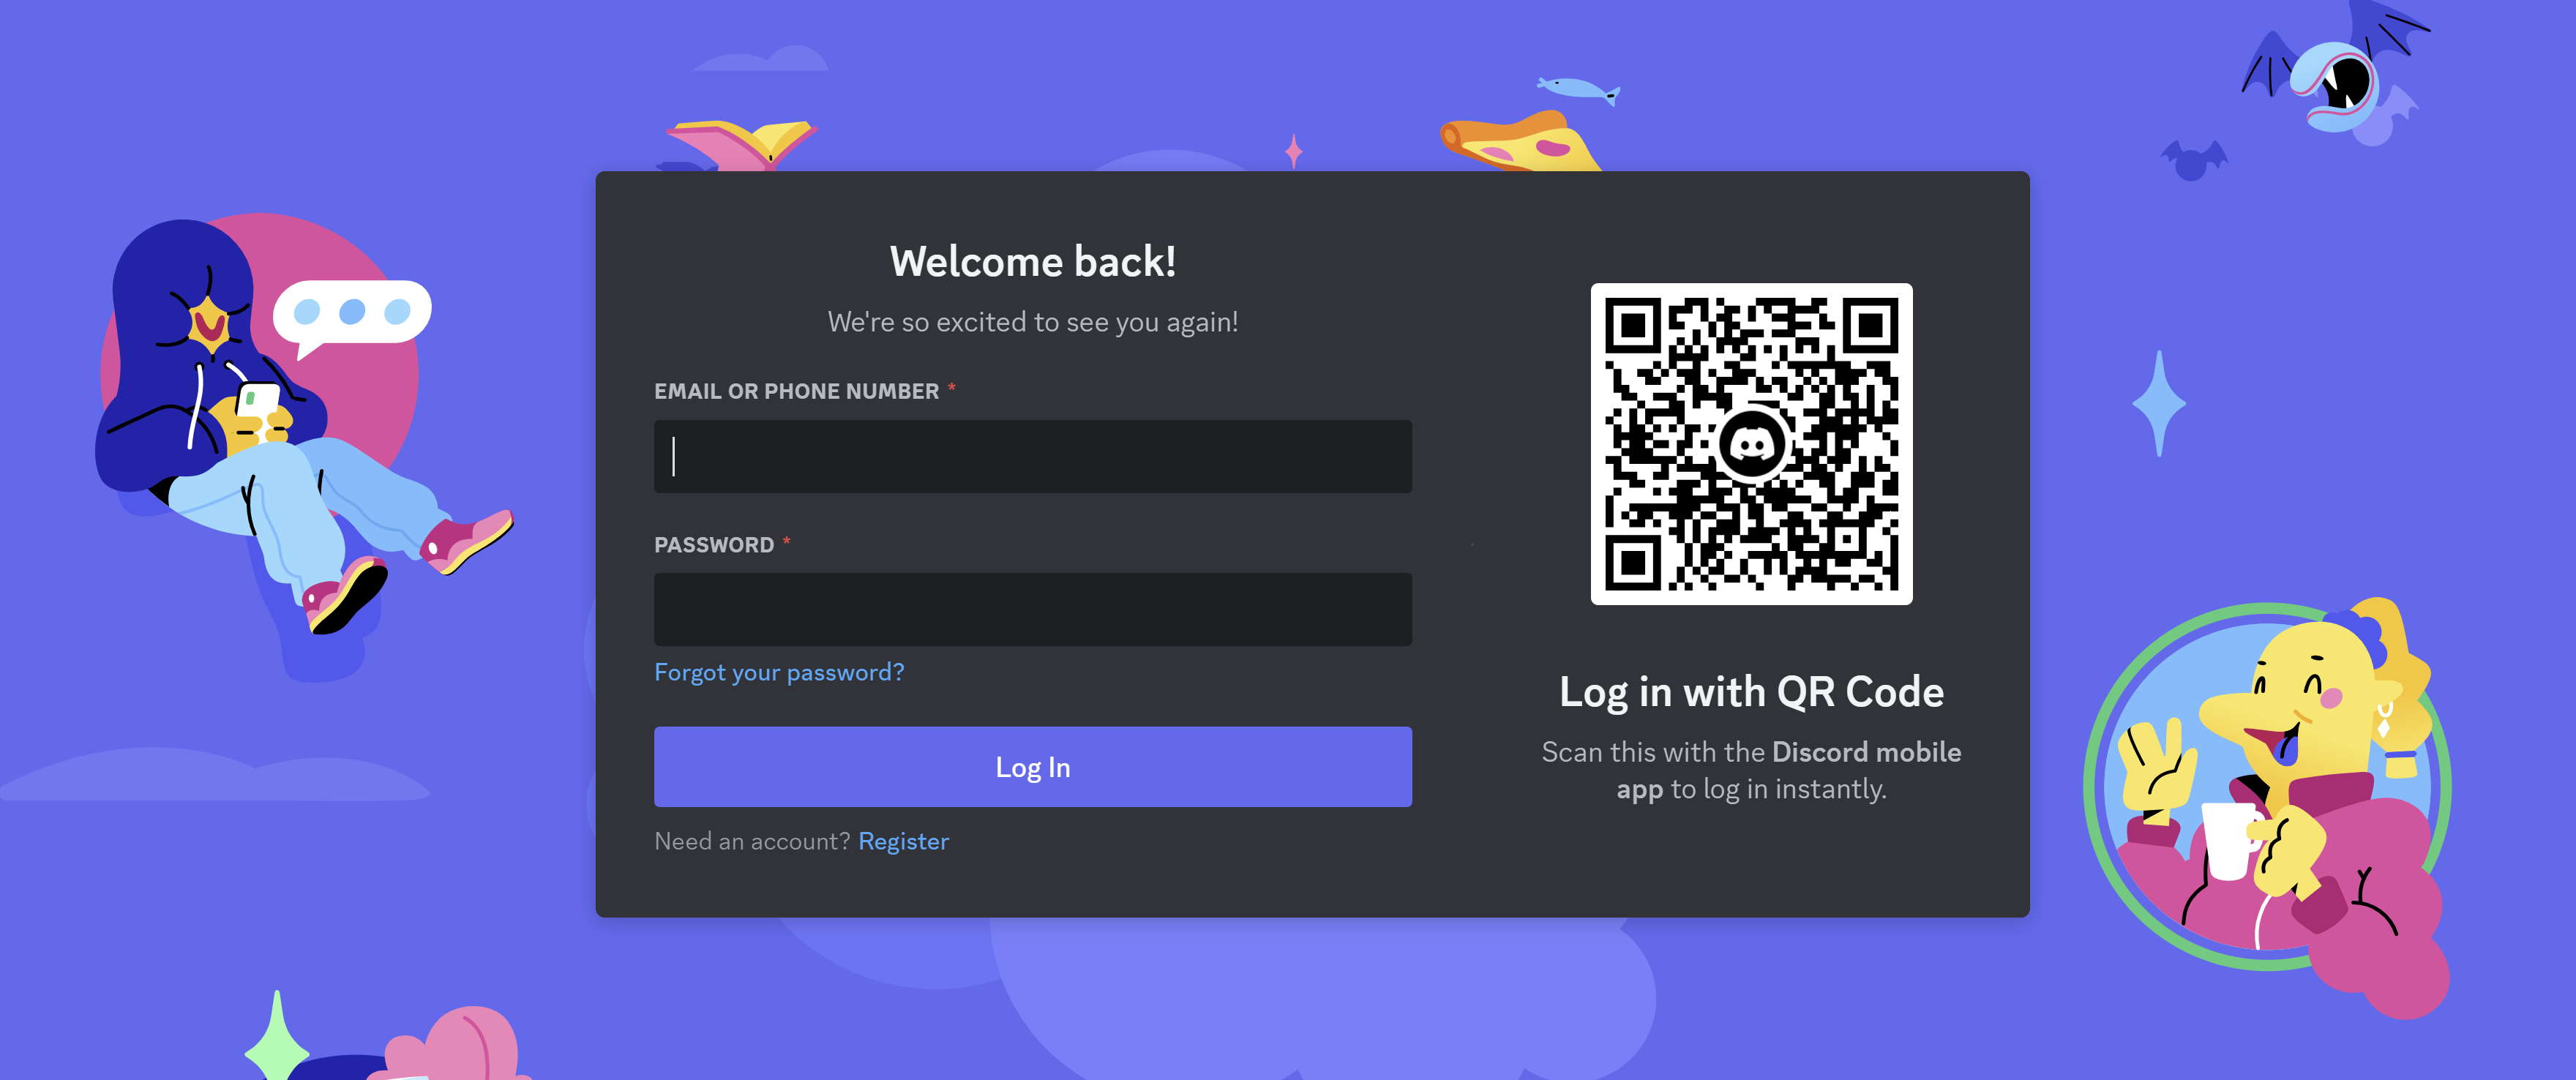 Welcome back!
We're so excited to see you again!
EMAIL OR PHONE NUMBER *
PASSWORD *
Forgot your password?
Log In
Need an account? Register
Log in with QR Code
Scan this with the Discord mobile
app to log in instantly.